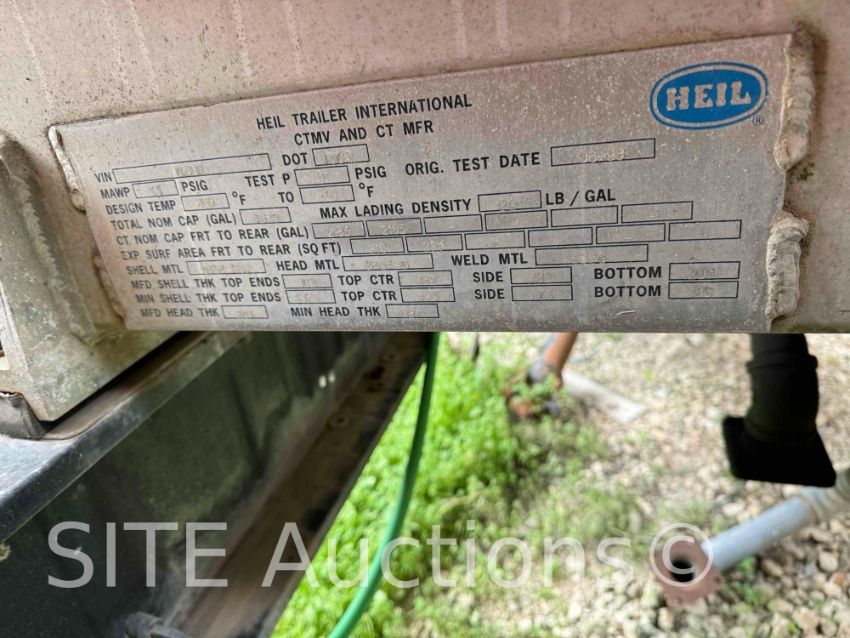 HEIL TRAILER INTERNATIONAL
CTMV AND CT MFR
HEIL ®
VIN DOT
MAWP PSIG TEST P PSIG ORIG. TEST DATE
DESIGN TEMP °F TO °F
TOTAL NOM CAP (GAL) MAX LADING DENSITY LB / GAL
CT NOM CAP FRT TO REAR (GAL)
EXP SURF AREA FRT TO REAR (SQ FT)
SHELL MTL HEAD MTL WELD MTL
MFD SHELL THK TOP ENDS TOP CTR SIDE BOTTOM
MIN SHELL THK TOP ENDS TOP CTR SIDE BOTTOM
MFD HEAD THK MIN HEAD THK
SITE Auctions©